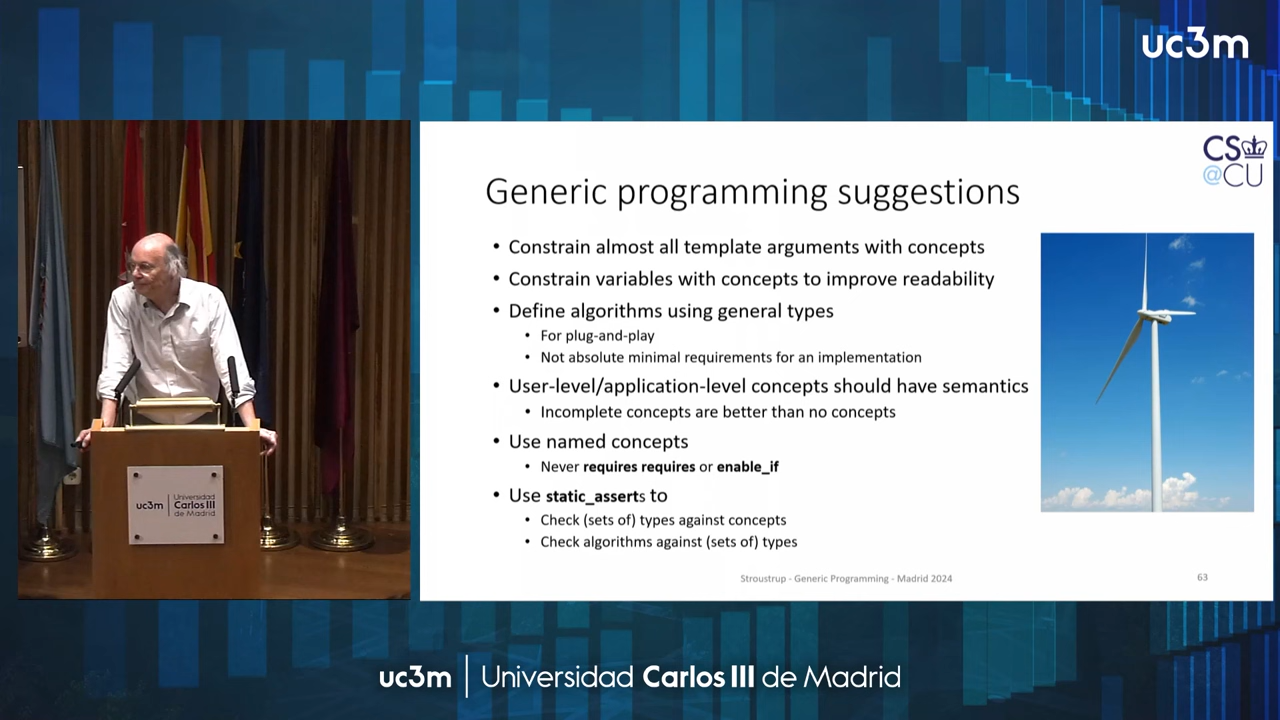 uc3m
CS
@CU
Generic programming suggestions
• Constrain almost all template arguments with concepts
• Constrain variables with concepts to improve readability
• Define algorithms using general types
• For plug-and-play
• Not absolute minimal requirements for an implementation
• User-level/application-level concepts should have semantics
• Incomplete concepts are better than no concepts
• Use named concepts
• Never requires requires or enable_if
• Use static_asserts to
• Check (sets of) types against concepts
• Check algorithms against (sets of) types
Stroustrup - Generic Programming - Madrid 2024
63
uc3m | Universidad
Carlos III
de Madrid
uc3m | Universidad Carlos III de Madrid